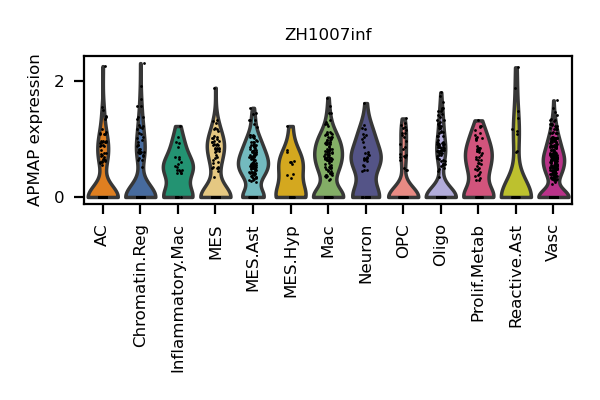 ZH1007inf
APMAP expression
2
0
AC
Chromatin.Reg
Inflammatory.Mac
MES
MES.Ast
MES.Hyp
Mac
Neuron
OPC
Oligo
Prolif.Metab
Reactive.Ast
Vasc